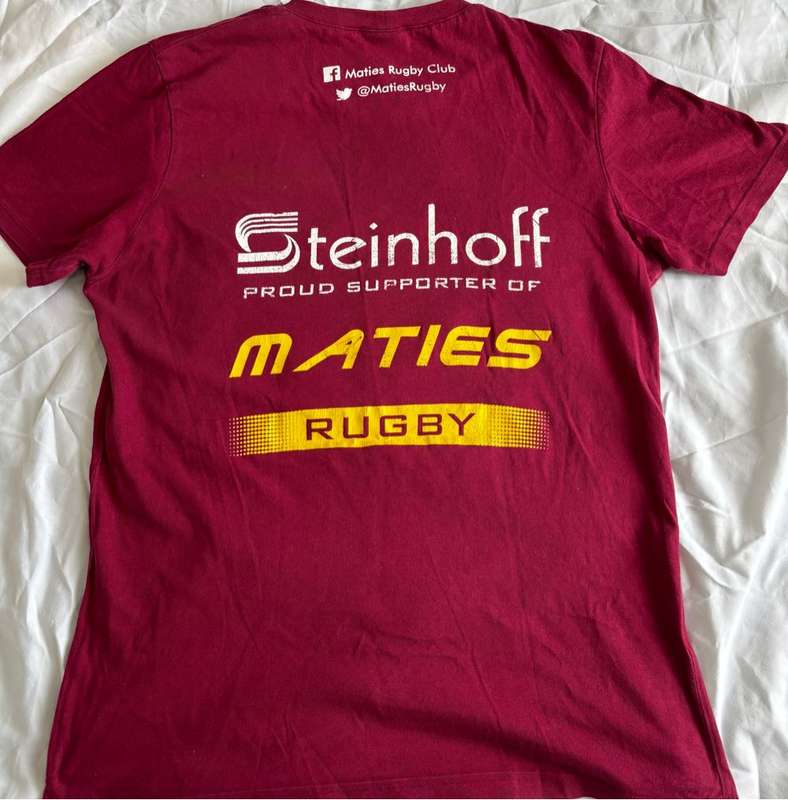 Maties Rugby Club
@MatiesRugby
Steinhoff
PROUD SUPPORTER OF
MATIES
RUGBY